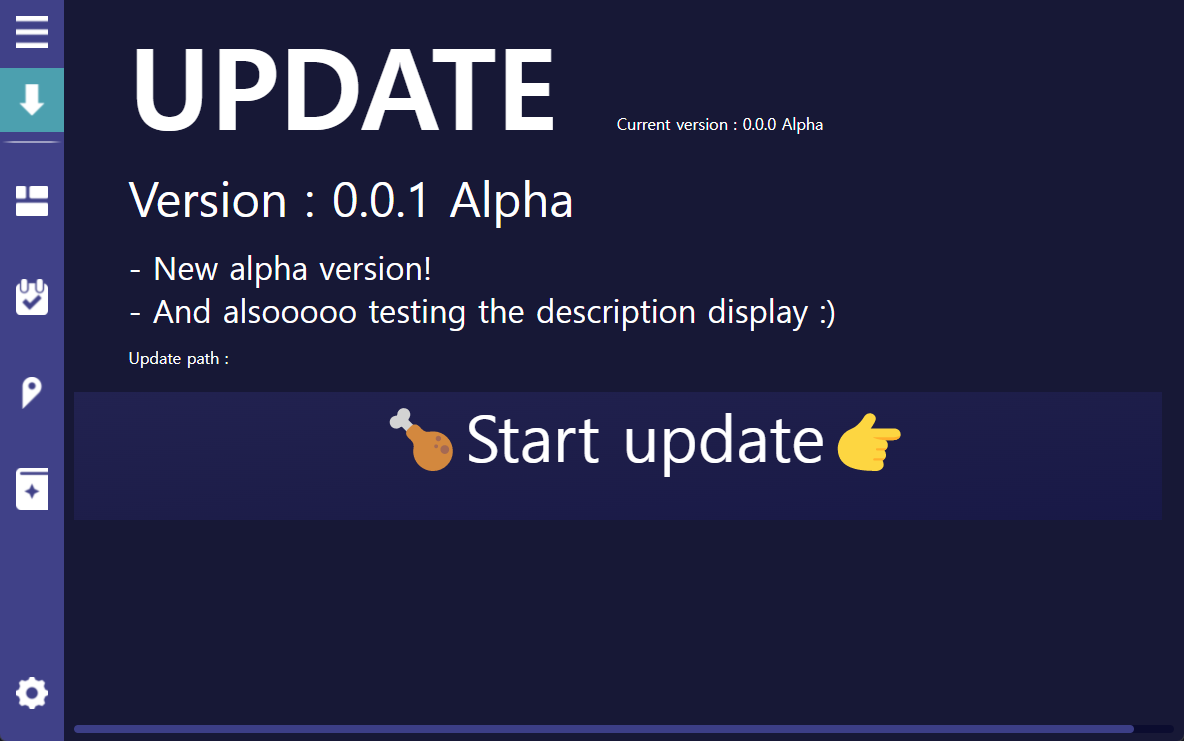 UPDATE
Current version : 0.0.0 Alpha
Version : 0.0.1 Alpha
- New alpha version!
- And alsooooo testing the description display :)
Update path :
🍗Start update👉